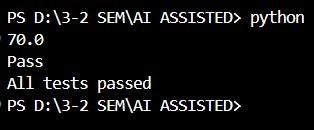 PS D:\3-2 SEM\AI ASSISTED> python
70.0
Pass
All tests passed
PS D:\3-2 SEM\AI ASSISTED>